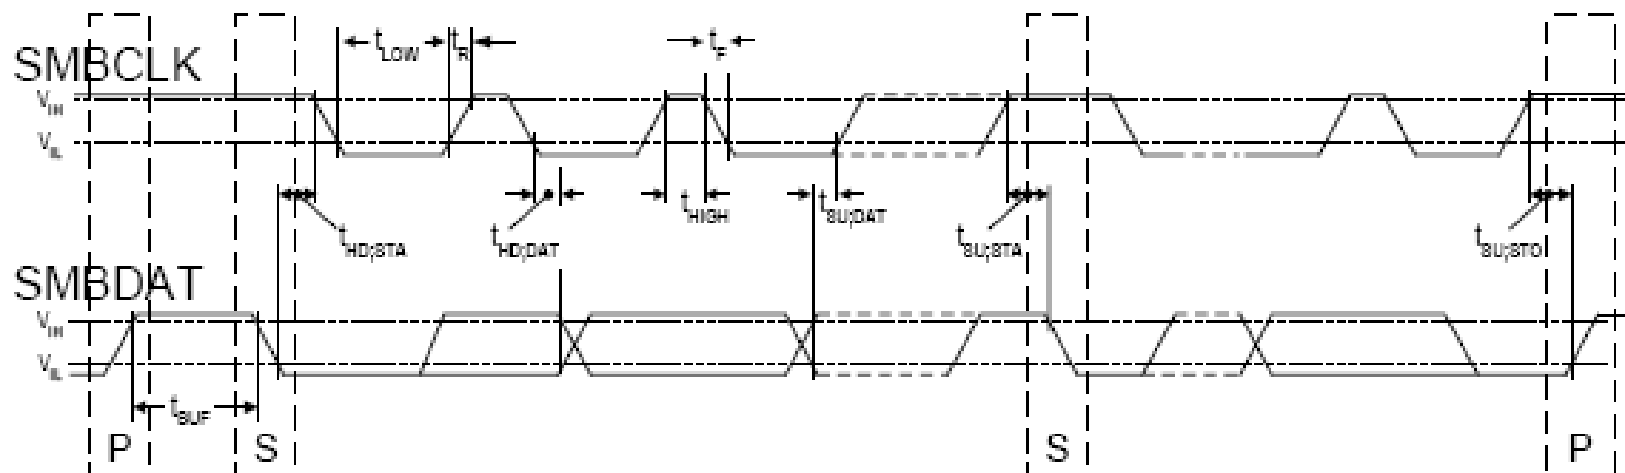 tLOW tR tF
SMBCLK
VIH
VIL
tHIGH tSU;DAT
tHD;STA tHD;DAT tSU;STA tSU;STO
SMBDAT
VIH
VIL
tBUF
P S S P